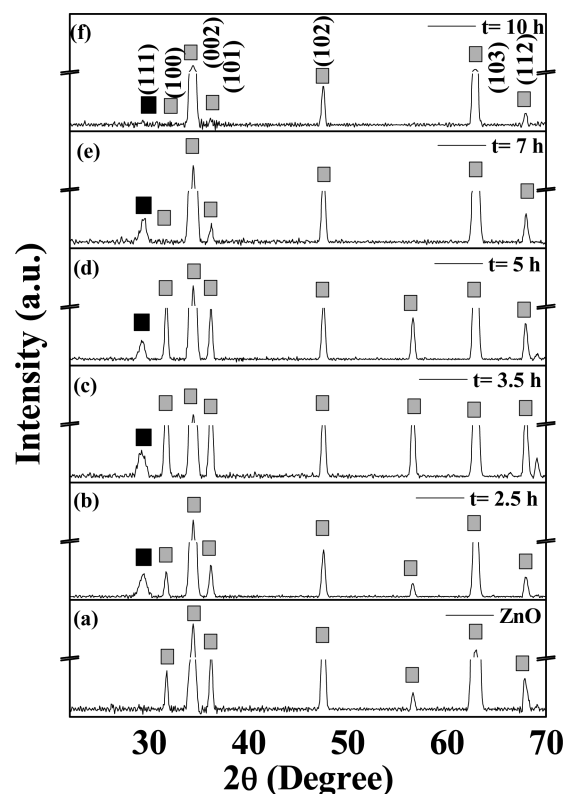 (f)
t= 10 h
(111)
(100)
(002)
(101)
(102)
(103)
(112)
(e)
t= 7 h
(d)
t= 5 h
(c)
t= 3.5 h
(b)
t= 2.5 h
(a)
ZnO
Intensity (a.u.)
30 40 50 60 70
2θ (Degree)